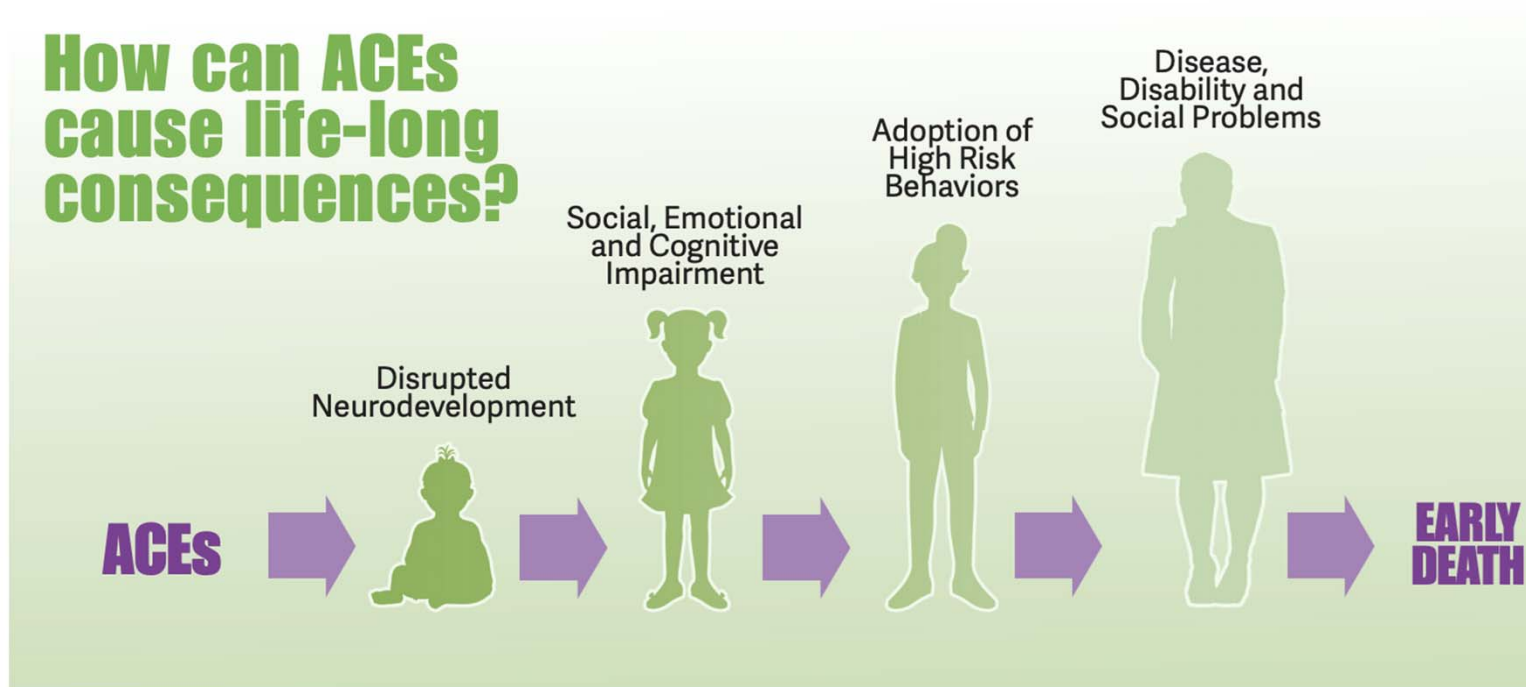 How can ACEs
cause life-long
consequences?
Disease,
Disability and
Social Problems
Adoption of
High Risk
Behaviors
Social, Emotional
and Cognitive
Impairment
Disrupted
Neurodevelopment
ACEs
EARLY
DEATH